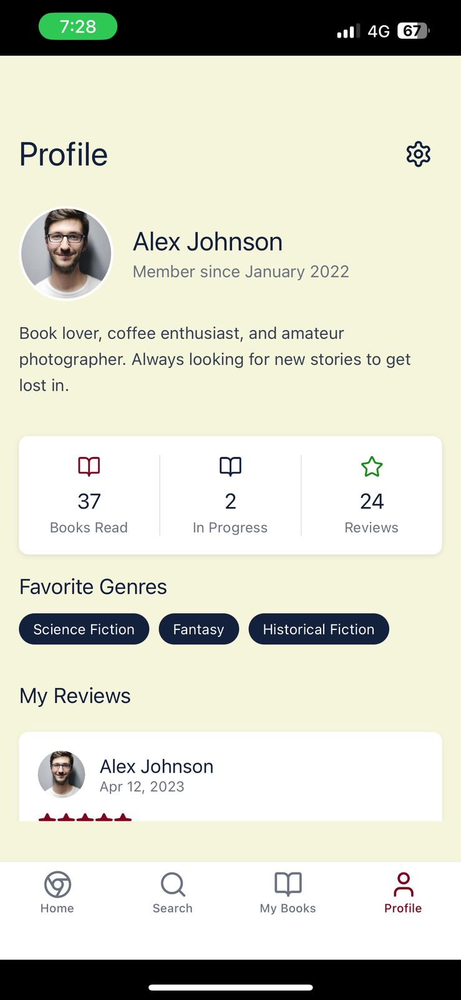 7:28
4G
67
Profile
Alex Johnson
Member since January 2022
Book lover, coffee enthusiast, and amateur
photographer. Always looking for new stories to get
lost in.
37
2
24
Books Read
In Progress
Reviews
Favorite Genres
Science Fiction
Fantasy
Historical Fiction
My Reviews
Alex Johnson
Apr 12, 2023
Home
Search
My Books
Profile